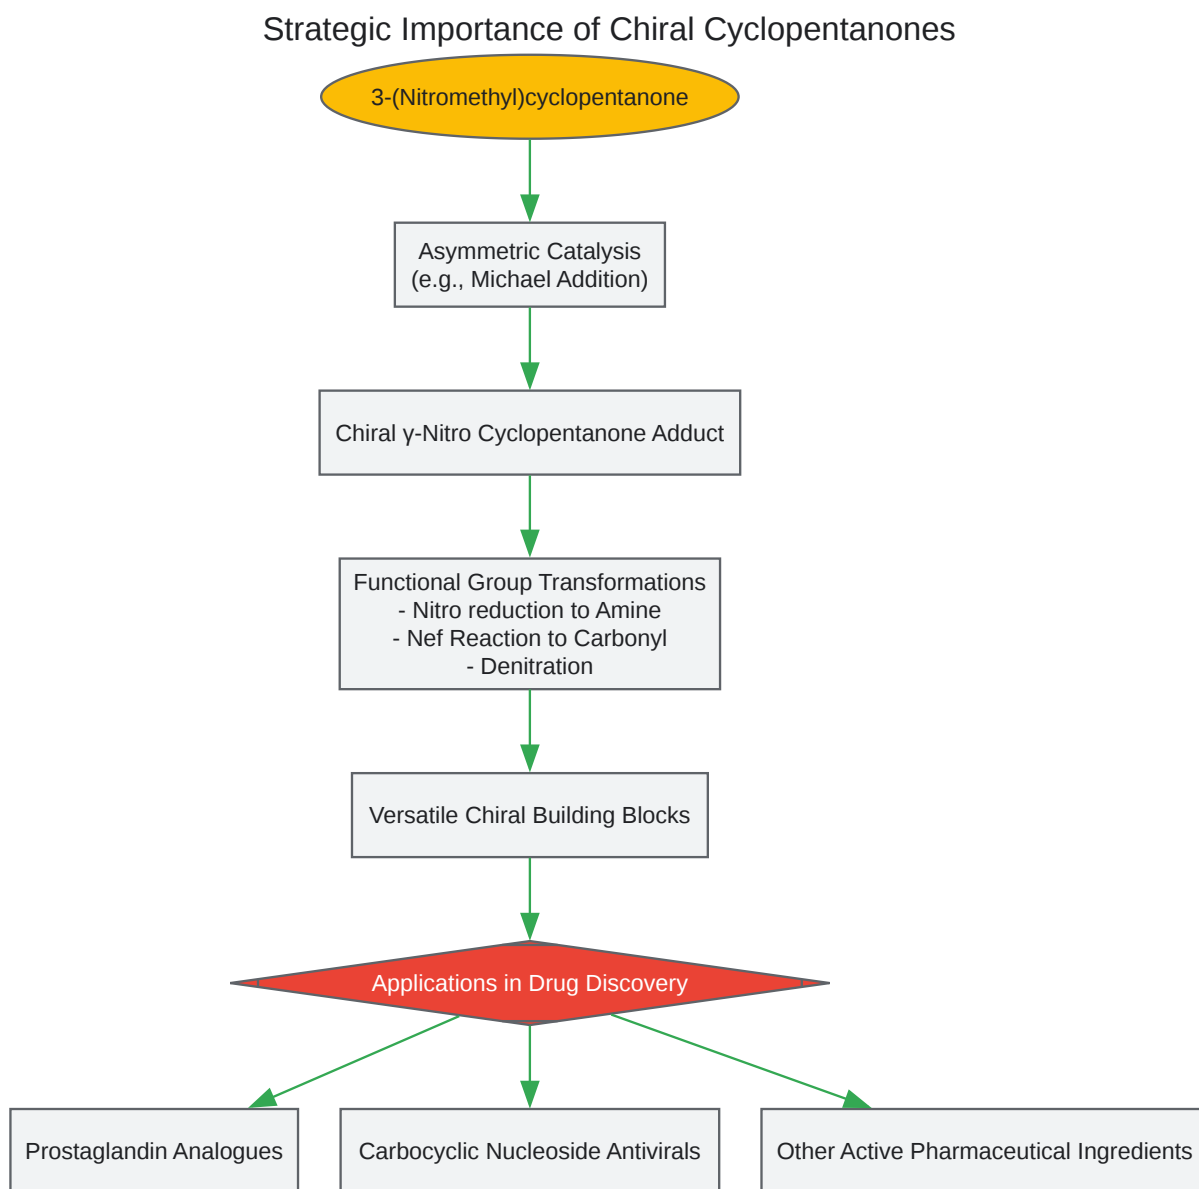 Strategic Importance of Chiral Cyclopentanones
3-(Nitromethyl)cyclopentanone
Asymmetric Catalysis
(e.g., Michael Addition)
Chiral γ-Nitro Cyclopentanone Adduct
Functional Group Transformations
- Nitro reduction to Amine
- Nef Reaction to Carbonyl
- Denitration
Versatile Chiral Building Blocks
Applications in Drug Discovery
Prostaglandin Analogues
Carbocyclic Nucleoside Antivirals
Other Active Pharmaceutical Ingredients